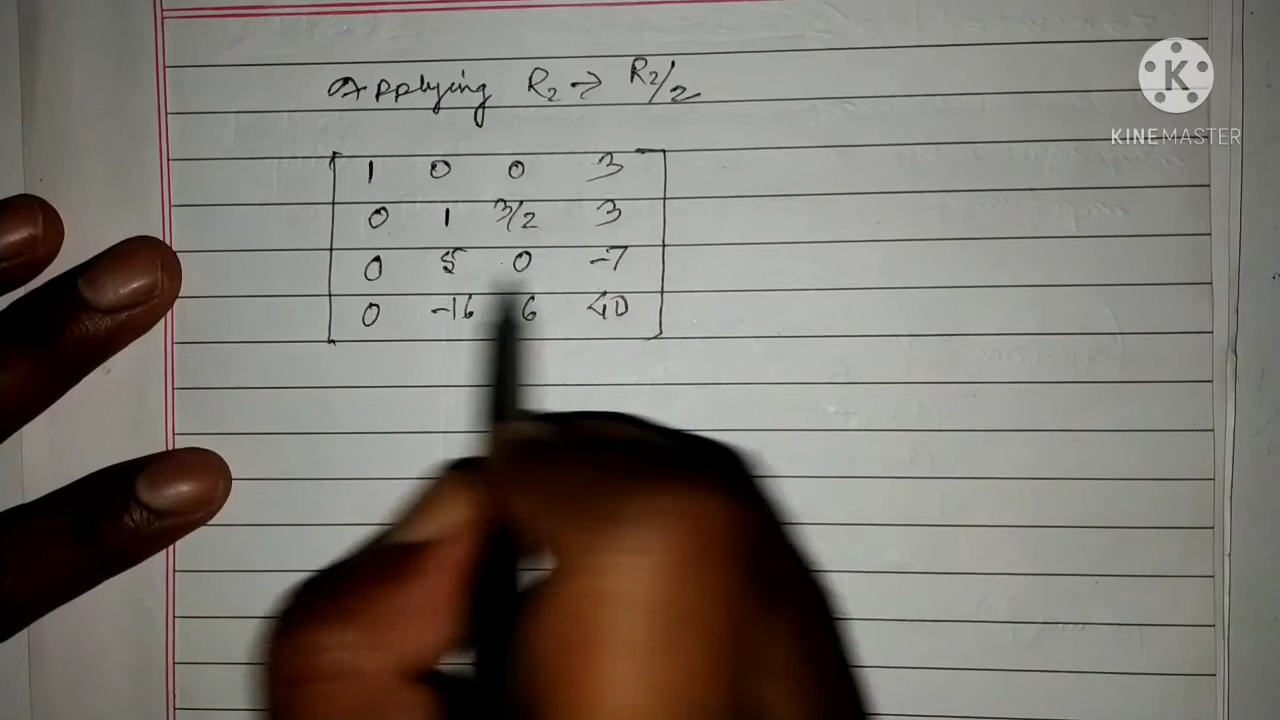 Applying R2 → R2/2
K
KINEMASTER
1 0 0 3
0 1 3/2 3
0 5 0 -7
0 -16 6 40